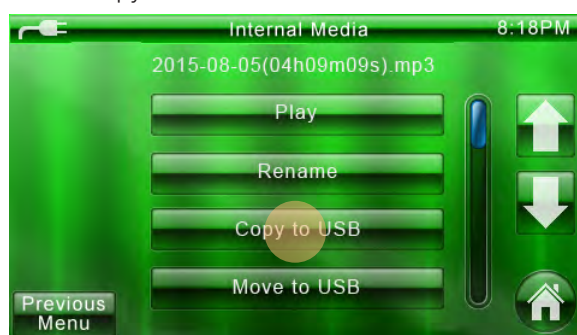 Internal Media
8:18PM
2015-08-05(04h09m09s).mp3
Play
Rename
Copy to USB
Move to USB
Previous
Menu